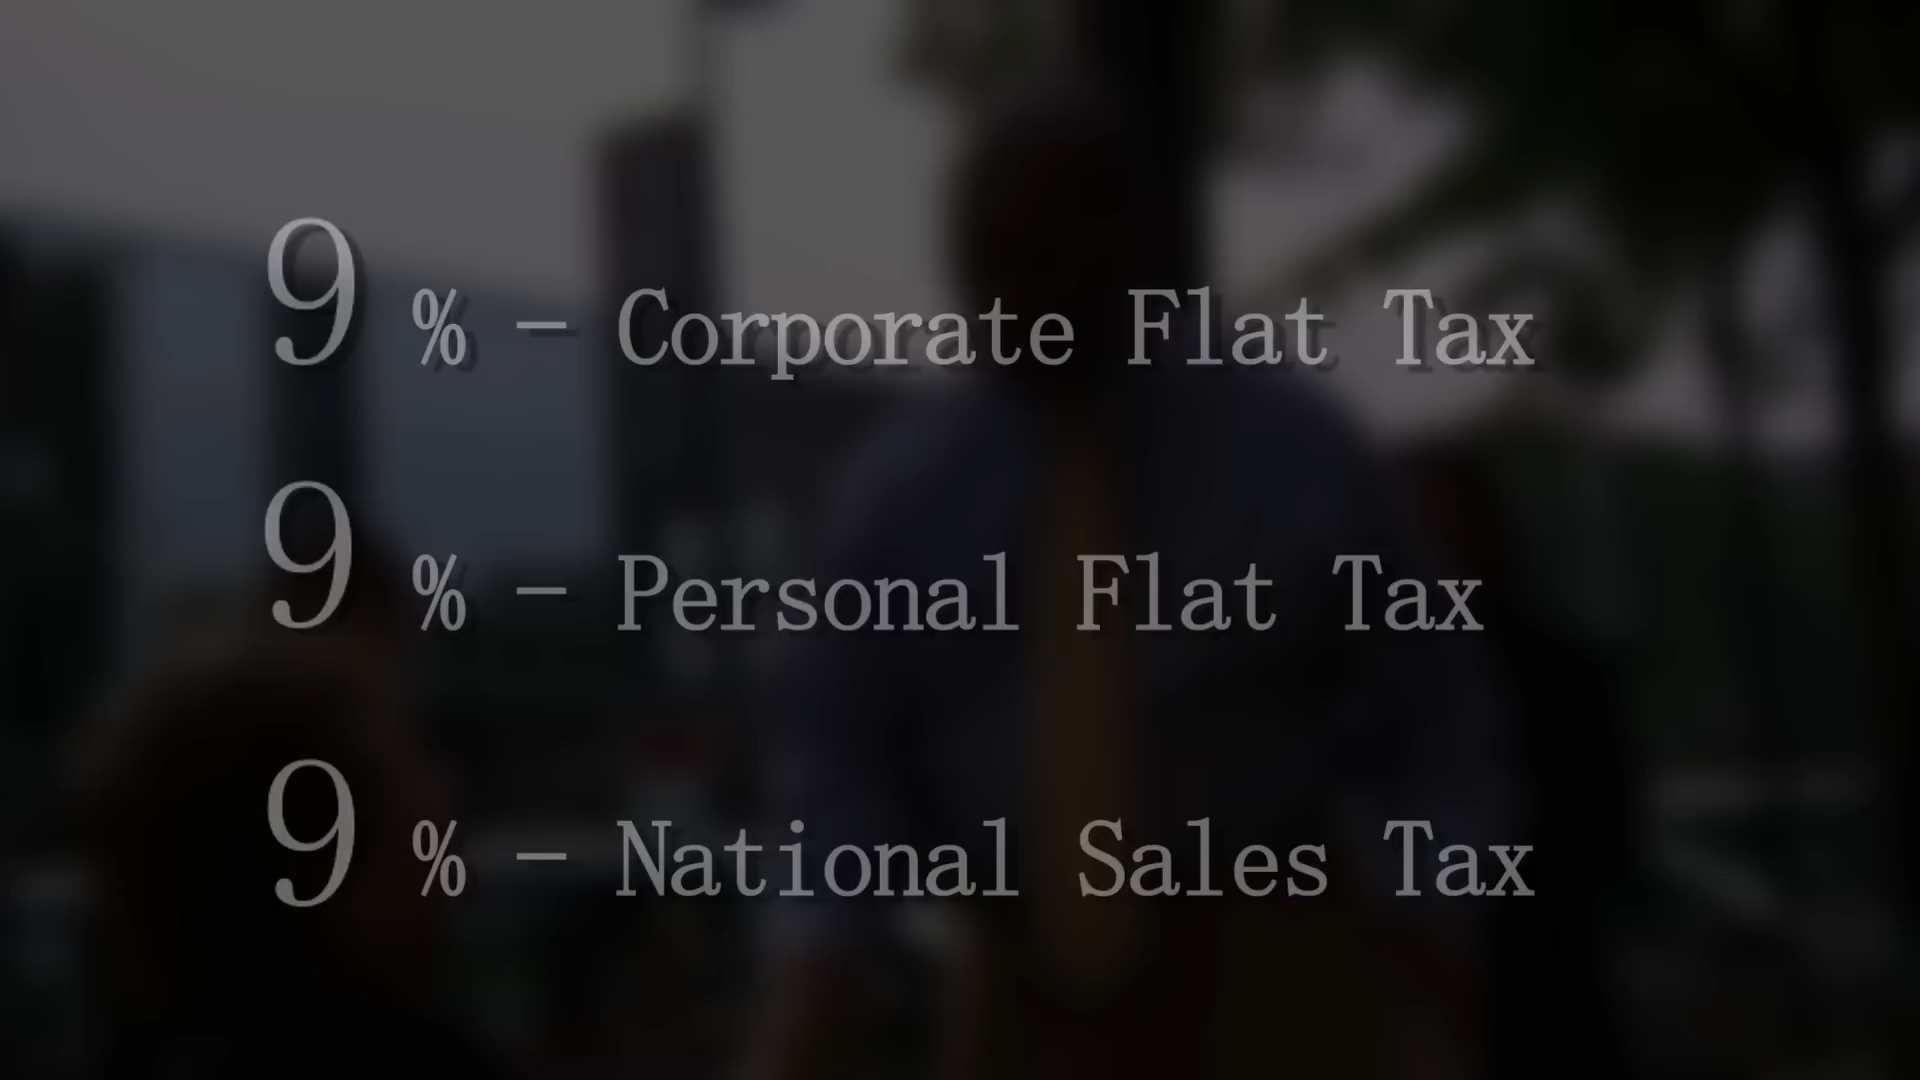 9 % - Corporate Flat Tax
9 % - Personal Flat Tax
9 % - National Sales Tax